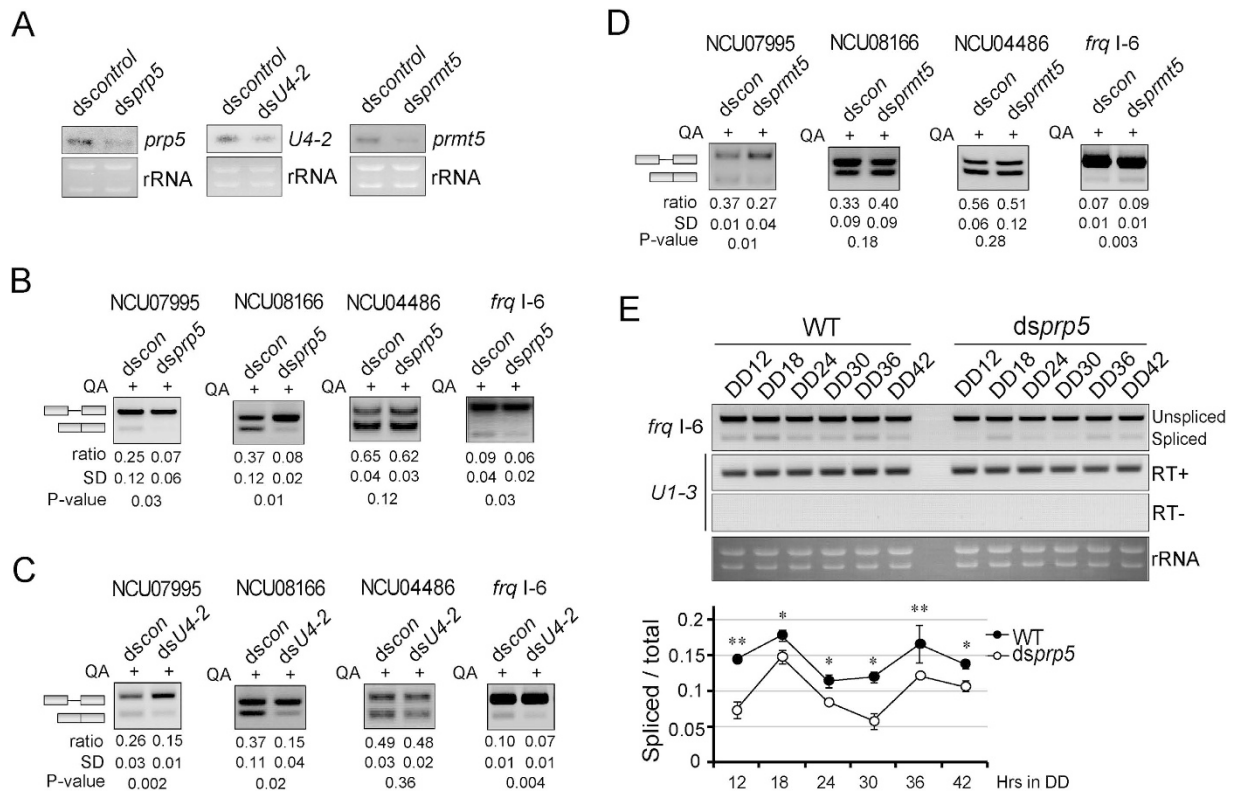 A
dscontrol dsprp5
prp5
rRNA
dscontrol dsU4-2
U4-2
rRNA
dscontrol dsprmt5
prmt5
rRNA
B
NCU07995 NCU08166 NCU04486 frq I-6
dscon dsprp5 dscon dsprp5 dscon dsprp5 dscon dsprp5
QA + + QA + + QA + + QA + +
ratio 0.25 0.07 0.37 0.08 0.65 0.62 0.09 0.06
SD 0.12 0.06 0.12 0.02 0.04 0.03 0.04 0.02
P-value 0.03 0.01 0.12 0.03
C
NCU07995 NCU08166 NCU04486 frq I-6
dscon dsU4-2 dscon dsU4-2 dscon dsU4-2 dscon dsU4-2
QA + + QA + + QA + + QA + +
ratio 0.26 0.15 0.37 0.15 0.49 0.48 0.10 0.07
SD 0.03 0.01 0.11 0.04 0.03 0.02 0.01 0.01
P-value 0.002 0.02 0.36 0.004
D
NCU07995 NCU08166 NCU04486 frq I-6
dscon dsprmt5 dscon dsprmt5 dscon dsprmt5 dscon dsprmt5
QA + + QA + + QA + + QA + +
ratio 0.37 0.27 0.33 0.40 0.56 0.51 0.07 0.09
SD 0.01 0.04 0.09 0.09 0.06 0.12 0.01 0.01
P-value 0.01 0.18 0.28 0.003
E
WT dsprp5
DD12 DD18 DD24 DD30 DD36 DD42 DD12 DD18 DD24 DD30 DD36 DD42
frq I-6 Unspliced
Spliced
U1-3 RT+
RT-
rRNA
Spliced / total
0.2
0.15
0.1
0.05
0
** * * * ** *
WT
dsprp5
12 18 24 30 36 42 Hrs in DD